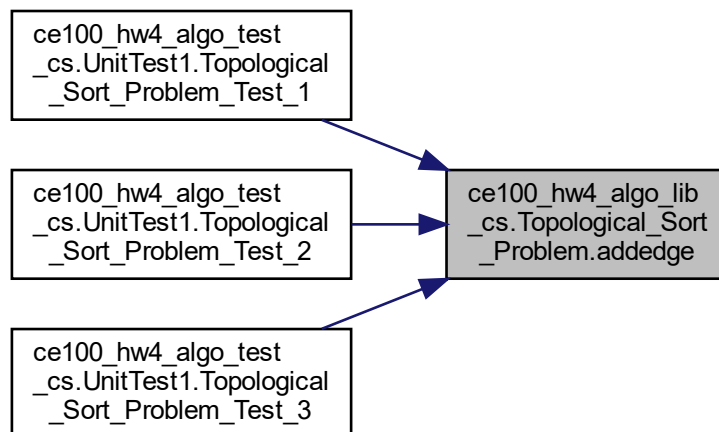 ce100_hw4_algo_test
_cs.UnitTest1.Topological
_Sort_Problem_Test_1
ce100_hw4_algo_test
_cs.UnitTest1.Topological
_Sort_Problem_Test_2
ce100_hw4_algo_test
_cs.UnitTest1.Topological
_Sort_Problem_Test_3
ce100_hw4_algo_lib
_cs.Topological_Sort
_Problem.addedge